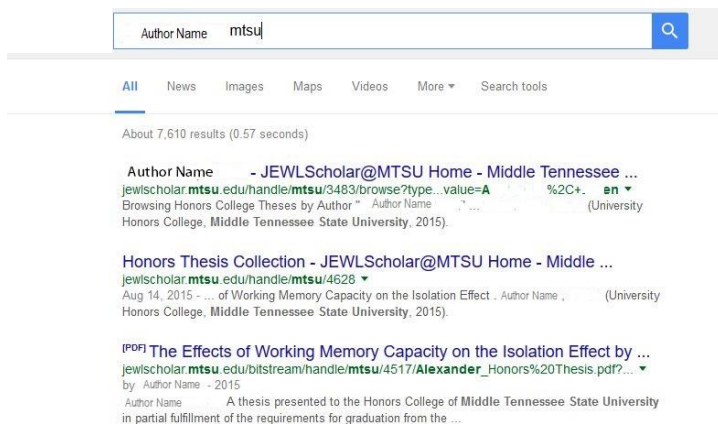 Author Name mtsu
All News Images Maps Videos More Search tools
About 7,610 results (0.57 seconds)
Author Name - JEWLScholar@MTSU Home - Middle Tennessee ...
jewlscholar.mtsu.edu/handle/mtsu/3483/browse?type...value=A %2C+. en
Browsing Honors College Theses by Author " Author Name " ... (University
Honors College, Middle Tennessee State University, 2015).
Honors Thesis Collection - JEWLScholar@MTSU Home - Middle ...
jewlscholar.mtsu.edu/handle/mtsu/4628
Aug 14, 2015 - ... of Working Memory Capacity on the Isolation Effect . Author Name , (University
Honors College, Middle Tennessee State University, 2015).
[PDF] The Effects of Working Memory Capacity on the Isolation Effect by ...
jewlscholar.mtsu.edu/bitstream/handle/mtsu/4517/Alexander_Honors%20Thesis.pdf?...
by Author Name - 2015
Author Name A thesis presented to the Honors College of Middle Tennessee State University
in partial fulfillment of the requirements for graduation from the ...